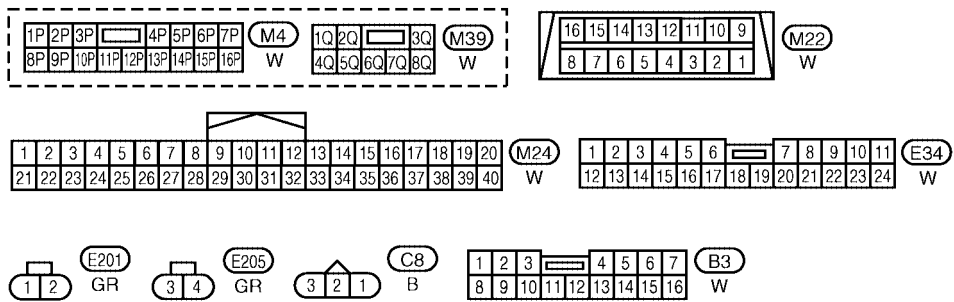 1P 2P 3P 4P 5P 6P 7P M4
8P 9P 10P 11P 12P 13P 14P 15P 16P W
1Q 2Q 3Q M39
4Q 5Q 6Q 7Q 8Q W
16 15 14 13 12 11 10 9 M22
8 7 6 5 4 3 2 1 W
1 2 3 4 5 6 7 8 9 10 11 12 13 14 15 16 17 18 19 20 M24
21 22 23 24 25 26 27 28 29 30 31 32 33 34 35 36 37 38 39 40 W
1 2 3 4 5 6 7 8 9 10 11 E34
12 13 14 15 16 17 18 19 20 21 22 23 24 W
1 2 E201
GR
3 4 E205
GR
3 2 1 C8
B
1 2 3 4 5 6 7 B3
8 9 10 11 12 13 14 15 16 W